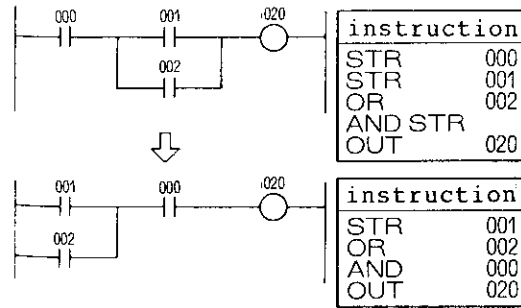 000 001 020
002
instruction
STR 000
STR 001
OR 002
AND STR
OUT 020
001 000 020
002
instruction
STR 001
OR 002
AND 000
OUT 020